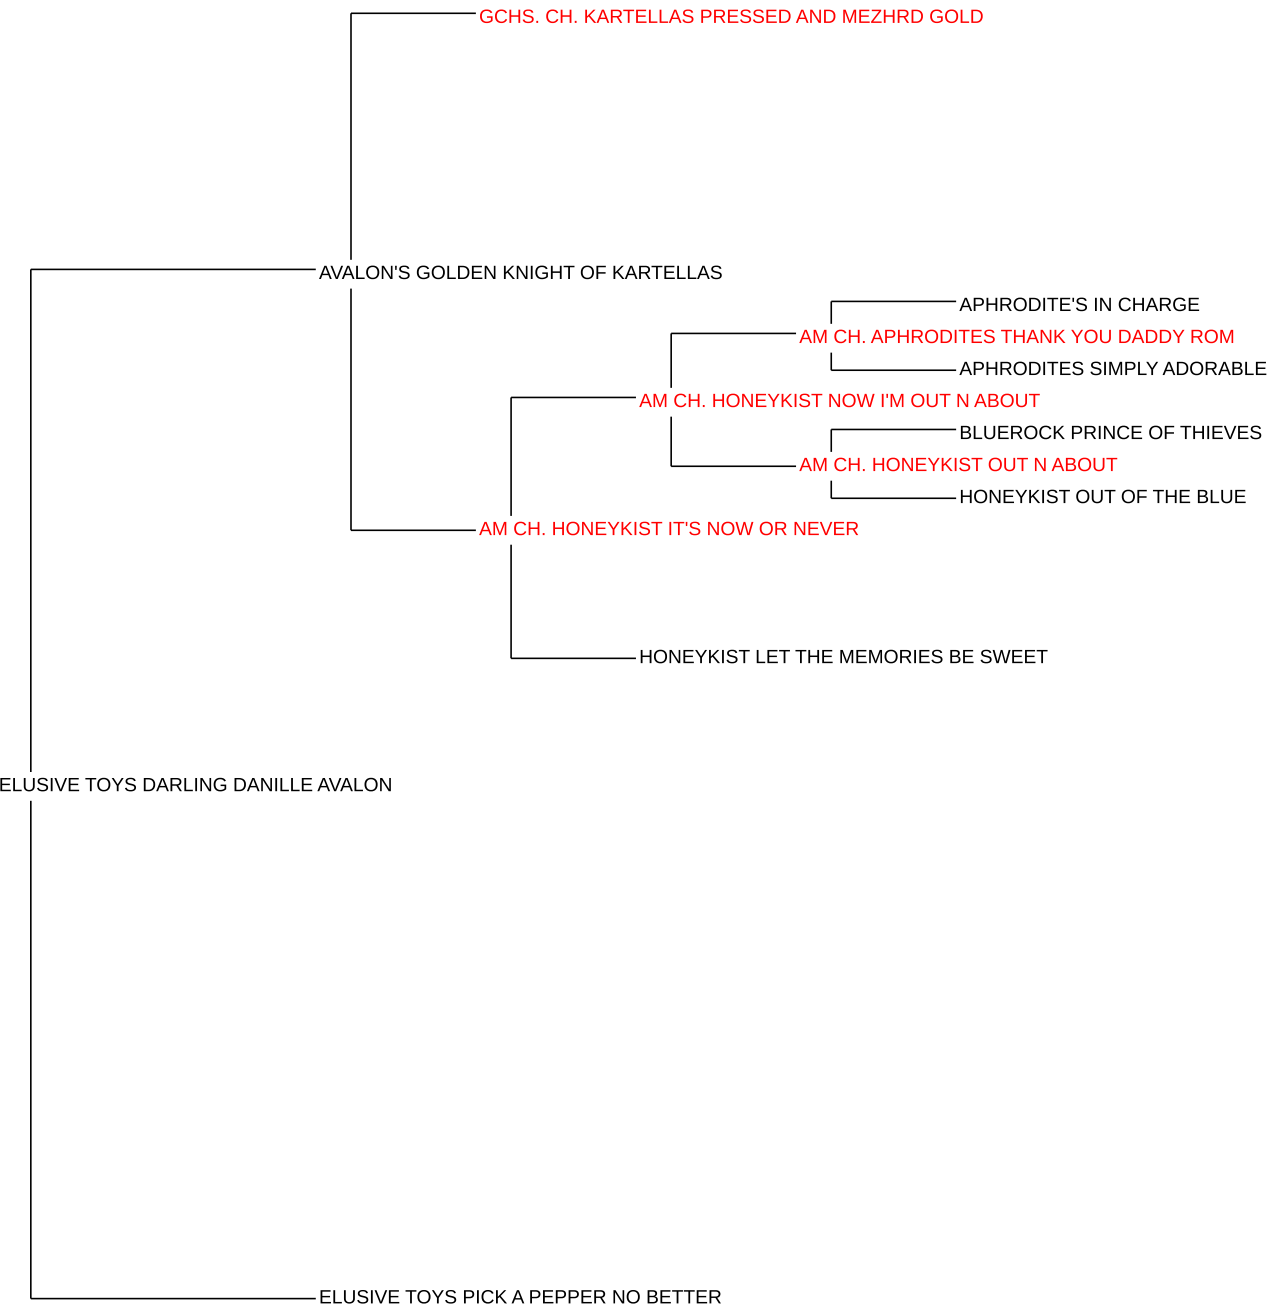 GCHS. CH. KARTELLAS PRESSED AND MEZHRD GOLD
AVALON'S GOLDEN KNIGHT OF KARTELLAS
APHRODITE'S IN CHARGE
AM CH. APHRODITES THANK YOU DADDY ROM
APHRODITES SIMPLY ADORABLE
AM CH. HONEYKIST NOW I'M OUT N ABOUT
BLUEROCK PRINCE OF THIEVES
AM CH. HONEYKIST OUT N ABOUT
HONEYKIST OUT OF THE BLUE
AM CH. HONEYKIST IT'S NOW OR NEVER
HONEYKIST LET THE MEMORIES BE SWEET
ELUSIVE TOYS DARLING DANILLE AVALON
ELUSIVE TOYS PICK A PEPPER NO BETTER